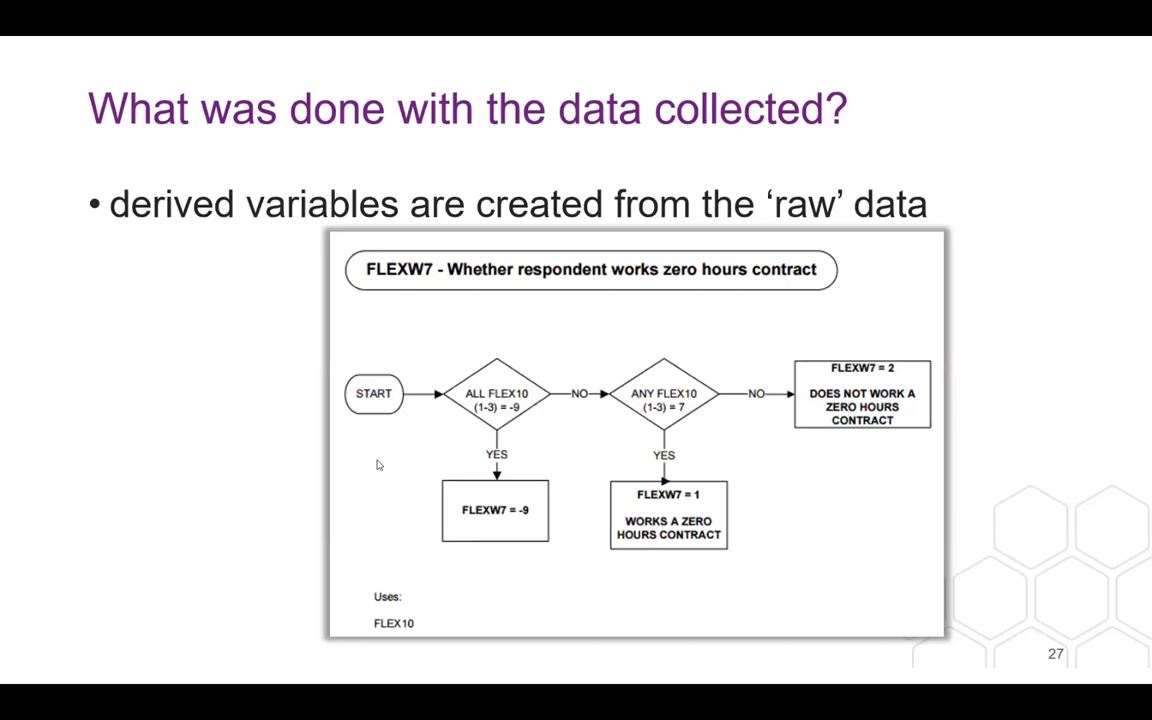 What was done with the data collected?
• derived variables are created from the ‘raw’ data
FLEXW7 - Whether respondent works zero hours contract
START
ALL FLEX10
(1-3) = -9
NO
ANY FLEX10
(1-3) = 7
NO
FLEXW7 = 2
DOES NOT WORK A
ZERO HOURS
CONTRACT
YES
YES
FLEXW7 = -9
FLEXW7 = 1
WORKS A ZERO
HOURS CONTRACT
Uses:
FLEX10
27